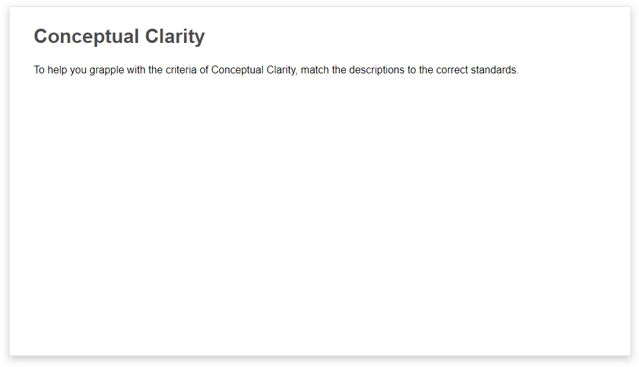 Conceptual Clarity
To help you grapple with the criteria of Conceptual Clarity, match the descriptions to the correct standards.